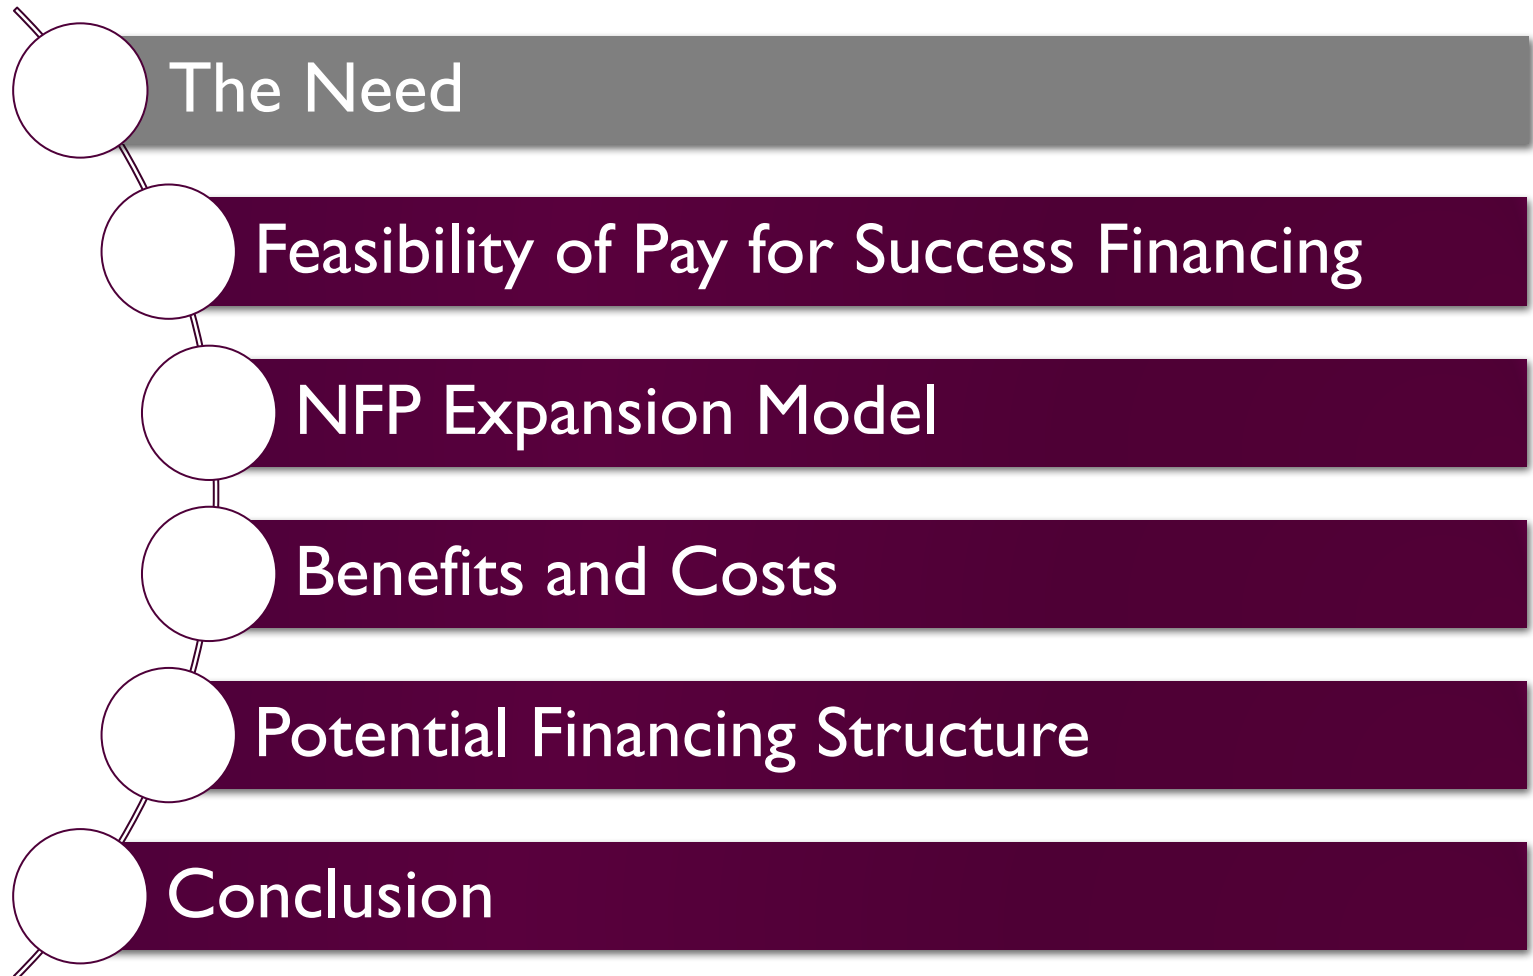 The Need
Feasibility of Pay for Success Financing
NFP Expansion Model
Benefits and Costs
Potential Financing Structure
Conclusion